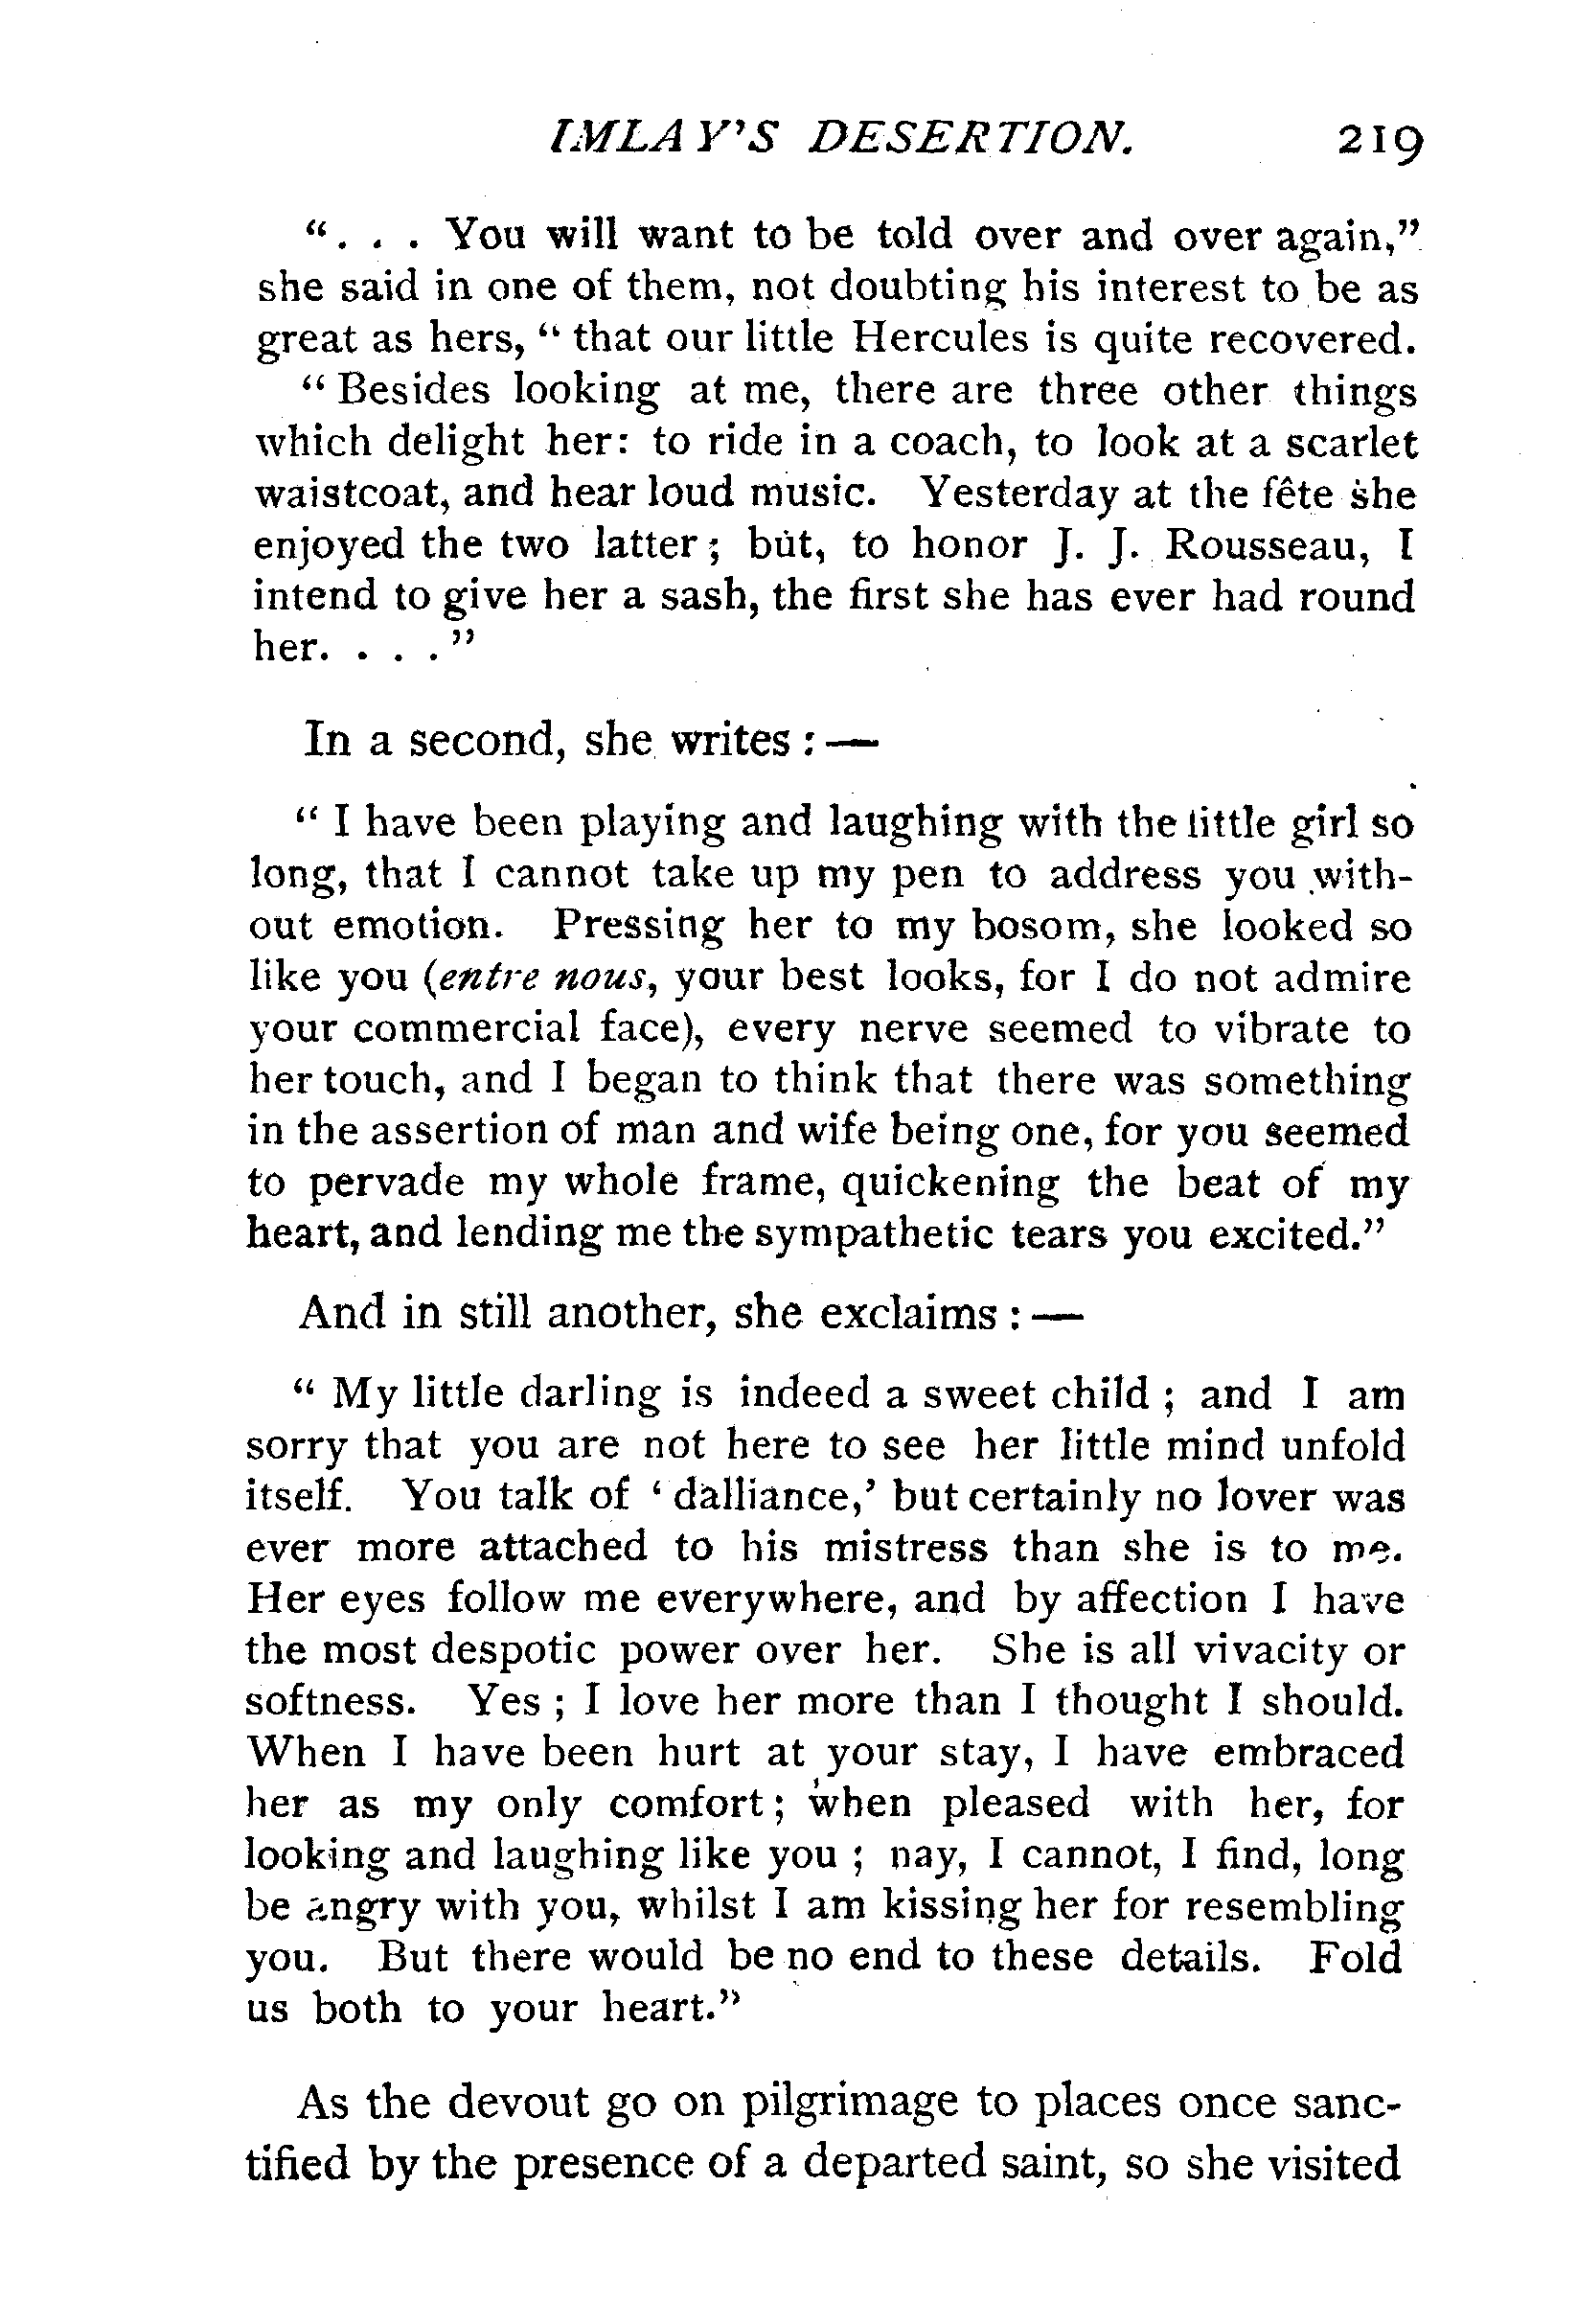 IMLAY'S DESERTION. 219
". . . You will want to be told over and over again,"
she said in one of them, not doubting his interest to be as
great as hers, "that our little Hercules is quite recovered.
"Besides looking at me, there are three other things
which delight her: to ride in a coach, to look at a scarlet
waistcoat, and hear loud music. Yesterday at the fête she
enjoyed the two latter; but, to honor J. J. Rousseau, I
intend to give her a sash, the first she has ever had round
her. . . ."
In a second, she writes:—
"I have been playing and laughing with the little girl so
long, that I cannot take up my pen to address you with-
out emotion. Pressing her to my bosom, she looked so
like you (entre nous, your best looks, for I do not admire
your commercial face), every nerve seemed to vibrate to
her touch, and I began to think that there was something
in the assertion of man and wife being one, for you seemed
to pervade my whole frame, quickening the beat of my
heart, and lending me the sympathetic tears you excited."
And in still another, she exclaims:—
"My little darling is indeed a sweet child; and I am
sorry that you are not here to see her little mind unfold
itself. You talk of 'dalliance,' but certainly no lover was
ever more attached to his mistress than she is to me.
Her eyes follow me everywhere, and by affection I have
the most despotic power over her. She is all vivacity or
softness. Yes; I love her more than I thought I should.
When I have been hurt at your stay, I have embraced
her as my only comfort; when pleased with her, for
looking and laughing like you; nay, I cannot, I find, long
be angry with you, whilst I am kissing her for resembling
you. But there would be no end to these details. Fold
us both to your heart."
As the devout go on pilgrimage to places once sanc-
tified by the presence of a departed saint, so she visited